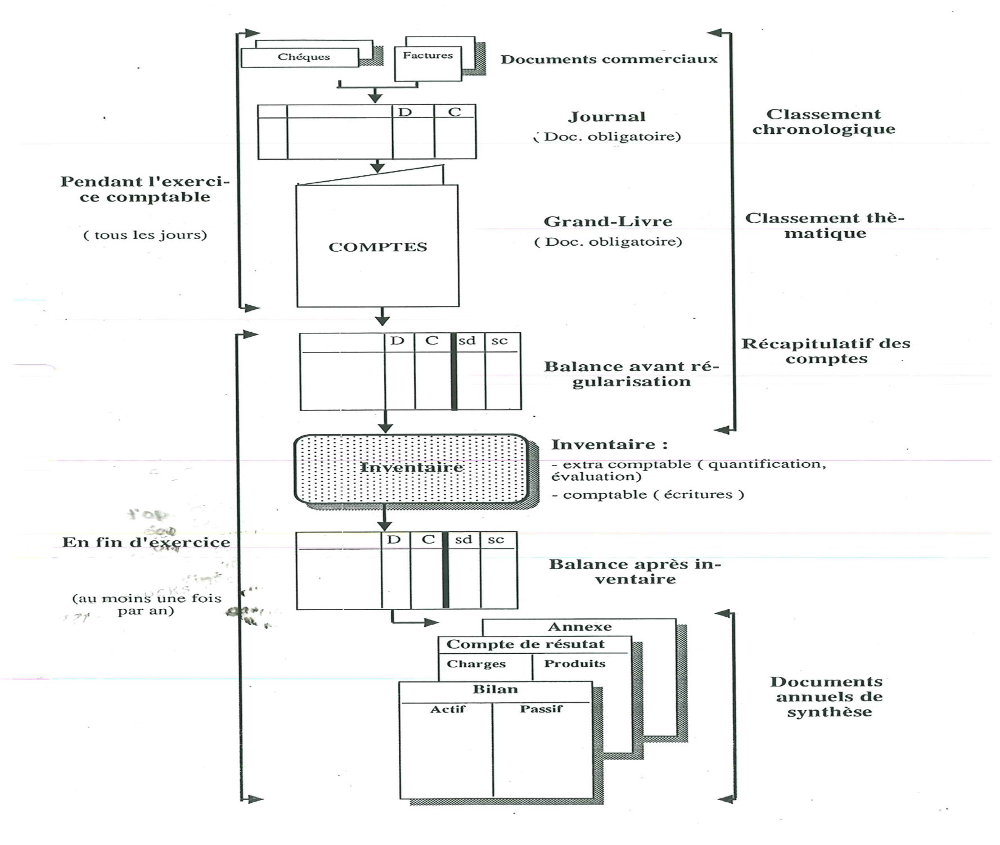 Chéques
Factures
Documents commerciaux
D
C
Journal
( Doc. obligatoire)
Classement
chronologique
Pendant l'exerci-
ce comptable
( tous les jours)
COMPTES
Grand-Livre
( Doc. obligatoire)
Classement thè-
matique
D
C
sd
sc
Balance avant ré-
gularisation
Récapitulatif des
comptes
Inventaire
Inventaire :
- extra comptable ( quantification,
évaluation)
- comptable ( écritures )
En fin d'exercice
(au moins une fois
par an)
D
C
sd
sc
Balance après in-
ventaire
Annexe
Compte de résutat
Charges
Produits
Bilan
Actif
Passif
Documents
annuels de
synthèse